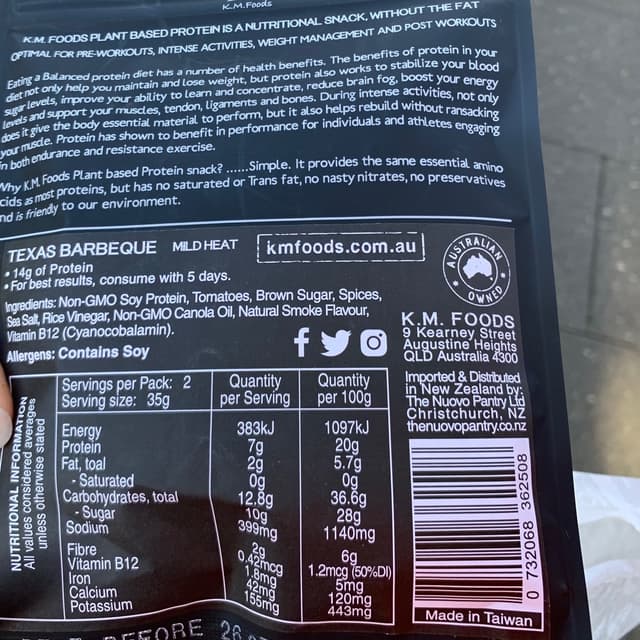 K.M.Foods
K.M. FOODS PLANT BASED PROTEIN IS A NUTRITIONAL SNACK, WITHOUT THE FAT
OPTIMAL FOR PRE-WORKOUTS, INTENSE ACTIVITIES, WEIGHT MANAGEMENT AND POST WORKOUTS
Eating a Balanced protein diet has a number of health benefits. The benefits of protein in your
diet not only help you maintain and lose weight, but protein also works to stabilize your blood
sugar levels, improve your ability to learn and concentrate, reduce brain fog, boost your energy
levels and support your muscles, tendon, ligaments and bones. During intense activities, not only
does it give the body essential material to perform, but it also helps rebuild without ransacking
your muscle. Protein has shown to benefit in performance for individuals and athletes engaging
in both endurance and resistance exercise.
Why K.M. Foods Plant based Protein snack? ......Simple. It provides the same essential amino
cids as most proteins, but has no saturated or Trans fat, no nasty nitrates, no preservatives
nd is friendly to our environment.
TEXAS BARBEQUE MILD HEAT
kmfoods.com.au
AUSTRALIAN
OWNED
• 14g of Protein
• For best results, consume with 5 days.
Ingredients: Non-GMO Soy Protein, Tomatoes, Brown Sugar, Spices,
Sea Salt, Rice Vinegar, Non-GMO Canola Oil, Natural Smoke Flavour,
Vitamin B12 (Cyanocobalamin).
Allergens: Contains Soy
K.M. FOODS
9 Kearney Street
Augustine Heights
QLD Australia 4300
Imported & Distributed
in New Zealand by:
The Nuovo Pantry Ltd
Christchurch, NZ
thenuovopantry.co.nz
NUTRITIONAL INFORMATION
All values considered averages
unless otherwise stated
Servings per Pack: 2
Serving size: 35g
Quantity
per Serving
Quantity
per 100g
Energy 383kJ 1097kJ
Protein 7g 20g
Fat, toal 2g 5.7g
- Saturated 0g 0g
Carbohydrates, total 12.8g 36.6g
- Sugar 10g 28g
Sodium 399mg 1140mg
Fibre 2g 6g
Vitamin B12 0.42mcg 1.2mcg (50%DI)
Iron 1.8mg 5mg
Calcium 42mg 120mg
Potassium 155mg 443mg
0 732068 362508
Made in Taiwan
BEFORE 26